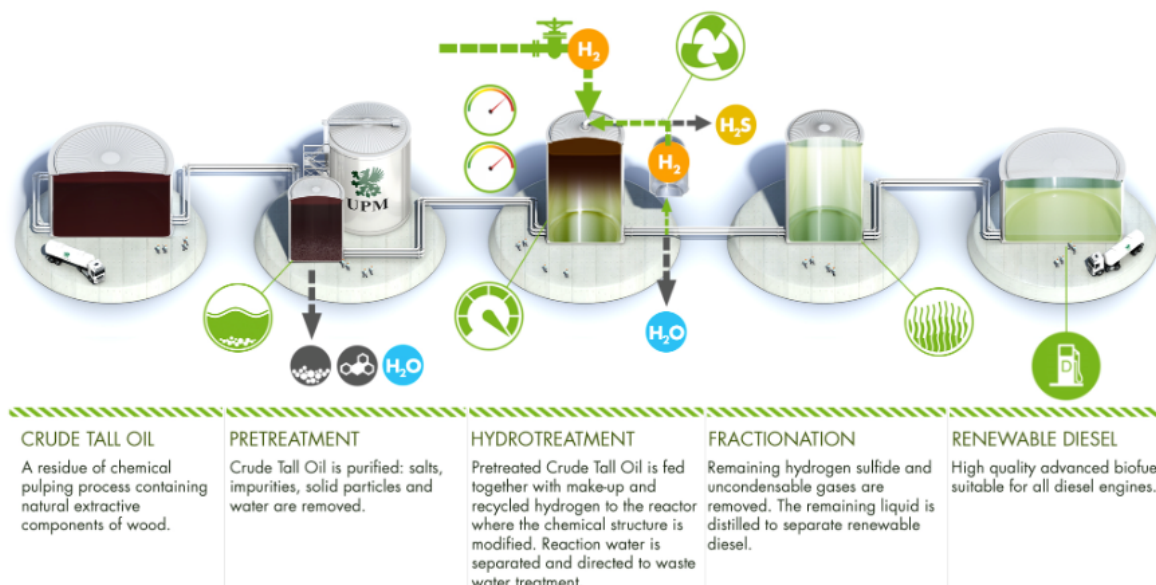 H2
H2S
H2
UPM
H2O
H2O
D
CRUDE TALL OIL
A residue of chemical
pulping process containing
natural extractive
components of wood.
PRETREATMENT
Crude Tall Oil is purified: salts,
impurities, solid particles and
water are removed.
HYDROTREATMENT
Pretreated Crude Tall Oil is fed
together with make-up and
recycled hydrogen to the reactor
where the chemical structure is
modified. Reaction water is
separated and directed to waste
water treatment
FRACTIONATION
Remaining hydrogen sulfide and
uncondensable gases are
removed. The remaining liquid is
distilled to separate renewable
diesel.
RENEWABLE DIESEL
High quality advanced biofue
suitable for all diesel engines.